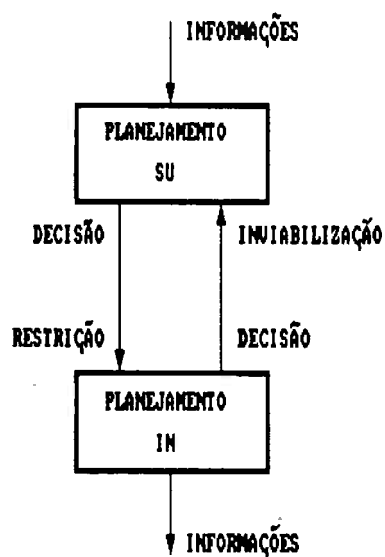 INFORMAÇÕES
PLANEJAMENTO
SU
DECISÃO
INVIABILIZAÇÃO
RESTRIÇÃO
DECISÃO
PLANEJAMENTO
IN
INFORMAÇÕES